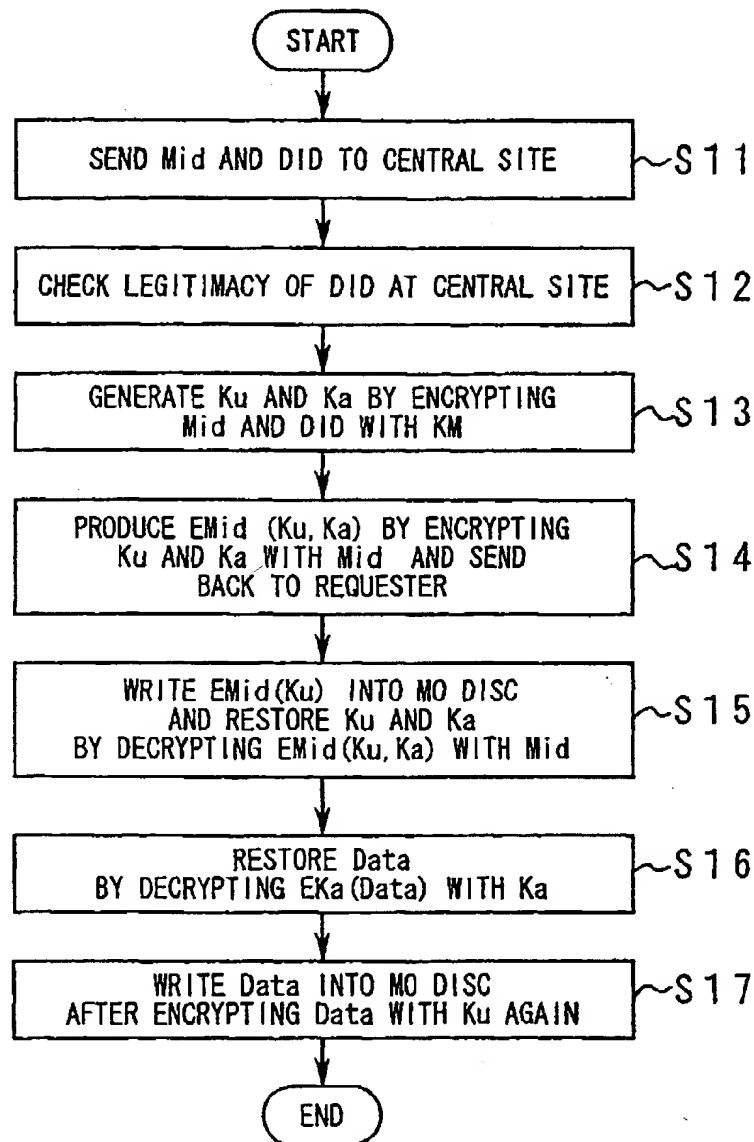 START
SEND Mid AND DID TO CENTRAL SITE
S11
CHECK LEGITIMACY OF DID AT CENTRAL SITE
S12
GENERATE Ku AND Ka BY ENCRYPTING
Mid AND DID WITH KM
S13
PRODUCE EMid (Ku, Ka) BY ENCRYPTING
Ku AND Ka WITH Mid AND SEND
BACK TO REQUESTER
S14
WRITE EMid(Ku) INTO MO DISC
AND RESTORE Ku AND Ka
BY DECRYPTING EMid(Ku, Ka) WITH Mid
S15
RESTORE Data
BY DECRYPTING EKa(Data) WITH Ka
S16
WRITE Data INTO MO DISC
AFTER ENCRYPTING Data WITH Ku AGAIN
S17
END